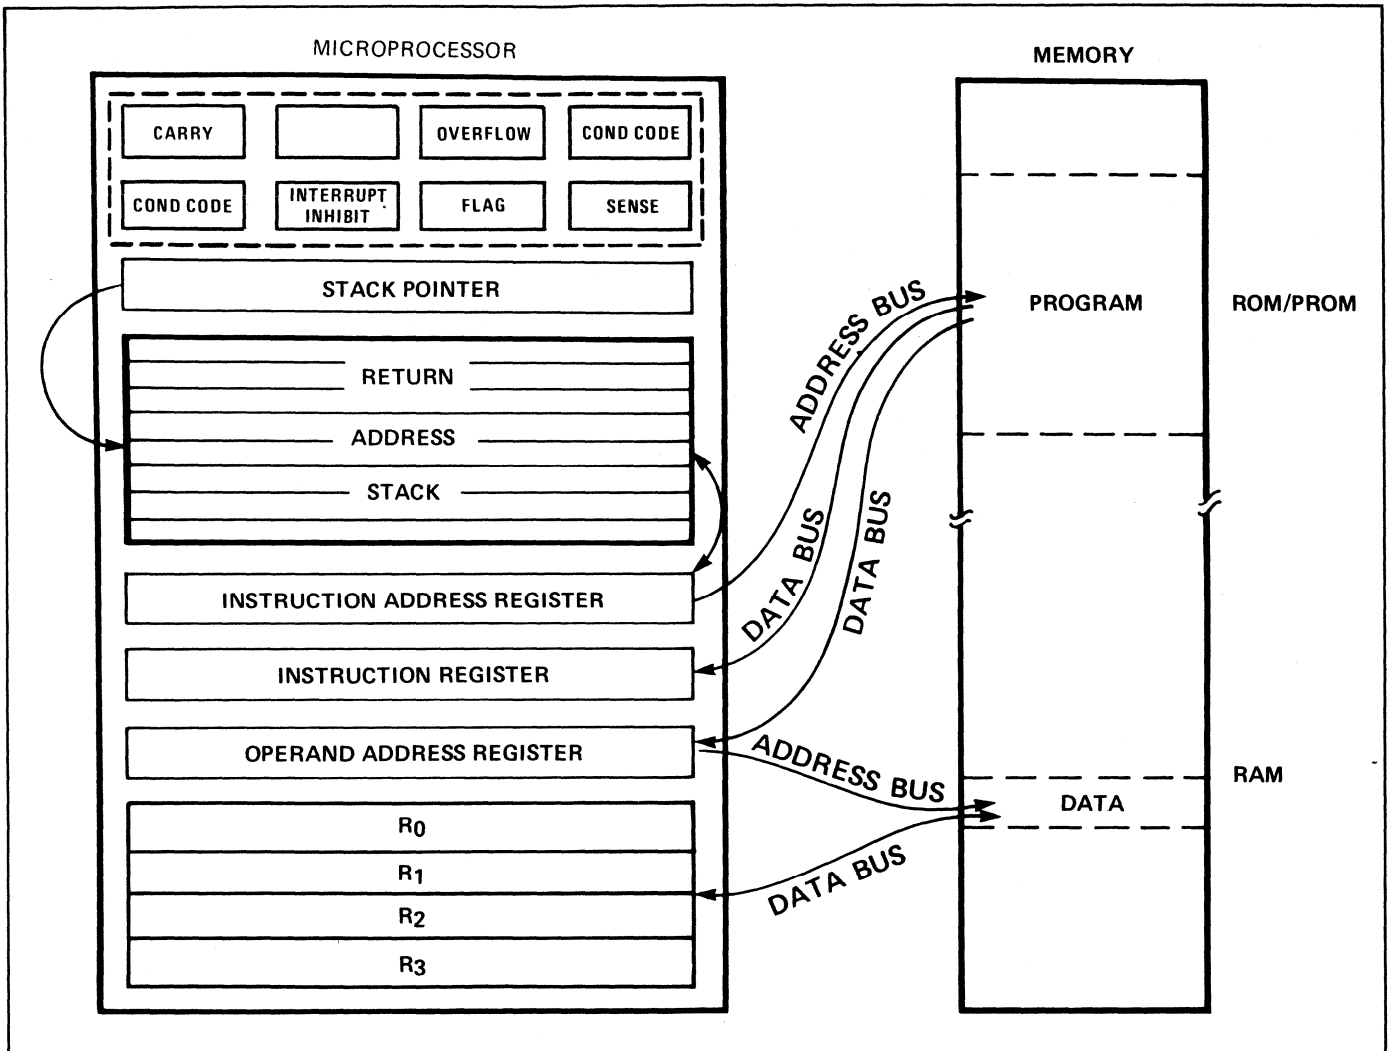 MICROPROCESSOR
MEMORY
CARRY
OVERFLOW
COND CODE
COND CODE
INTERRUPT
INHIBIT
FLAG
SENSE
STACK POINTER
RETURN
ADDRESS
STACK
INSTRUCTION ADDRESS REGISTER
INSTRUCTION REGISTER
OPERAND ADDRESS REGISTER
R0
R1
R2
R3
ADDRESS BUS
DATA BUS
DATA BUS
ADDRESS BUS
DATA BUS
PROGRAM
ROM/PROM
DATA
RAM